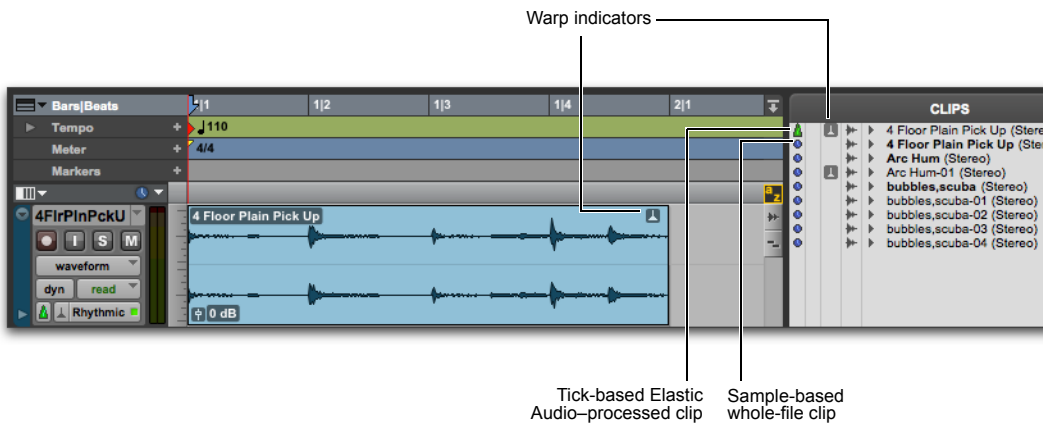 Warp indicators
Bars|Beats
1|1
1|2
1|3
1|4
2|1
CLIPS
Tempo
110
Meter
4/4
Markers
4 Floor Plain Pick Up (Stere
4 Floor Plain Pick Up (Ster
Arc Hum (Stereo)
Arc Hum-01 (Stereo)
bubbles,scuba (Stereo)
bubbles,scuba-01 (Stereo)
bubbles,scuba-02 (Stereo)
bubbles,scuba-03 (Stereo)
bubbles,scuba-04 (Stereo)
a z
4FlrPlnPckU
I S M
waveform
dyn read
Rhythmic
4 Floor Plain Pick Up
0 dB
Tick-based Elastic
Audio–processed clip
Sample-based
whole-file clip